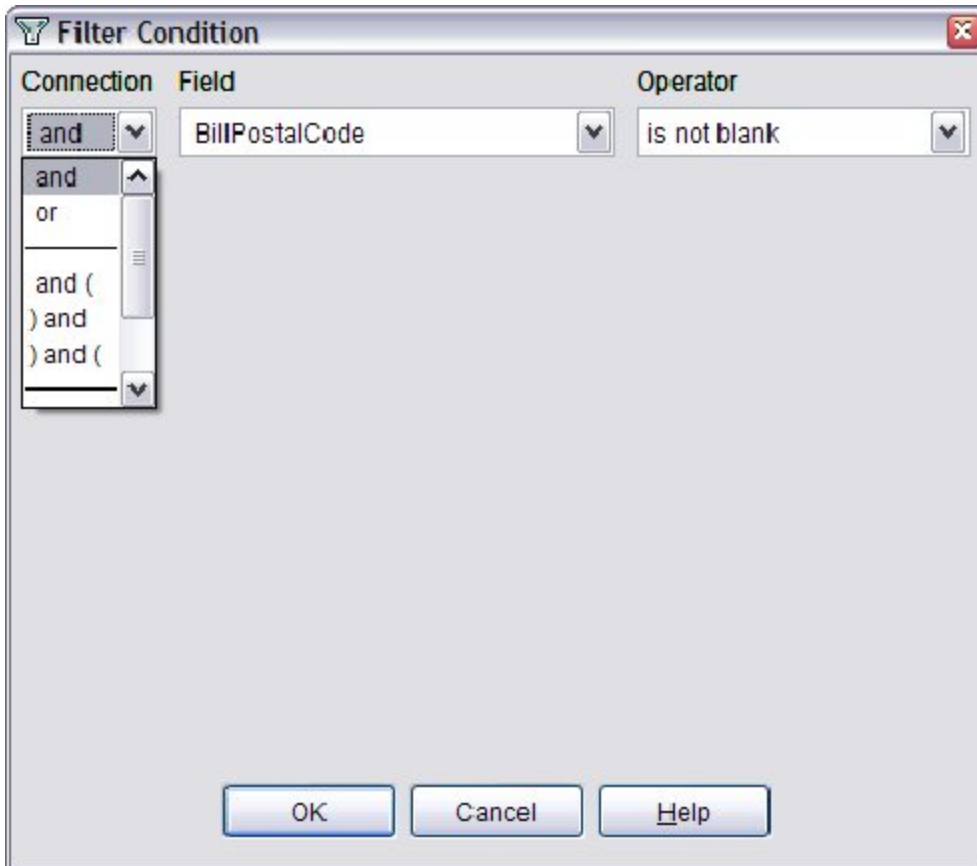 Filter Condition
Connection Field Operator
and BillPostalCode is not blank
and
or
and (
) and
) and (
OK Cancel Help